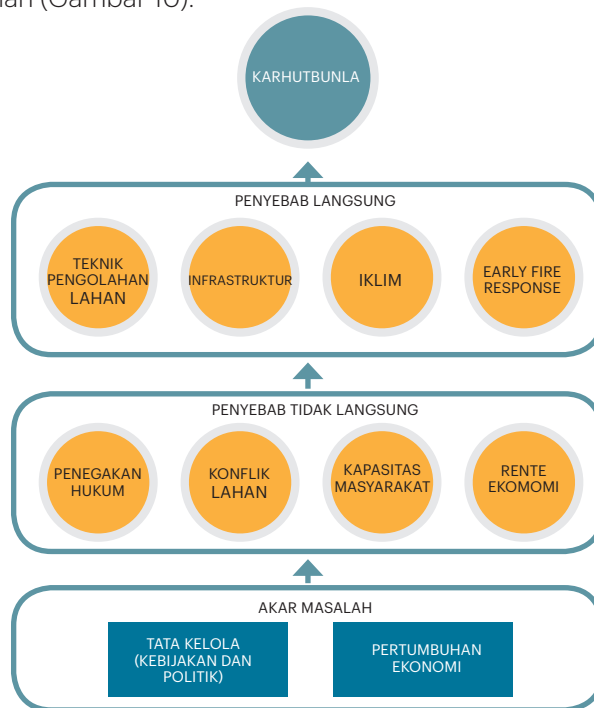 (Gambar 10).
KARHUTBUNLA
PENYEBAB LANGSUNG
TEKNIK
PENGOLAHAN
LAHAN
INFRASTRUKTUR
IKLIM
EARLY FIRE
RESPONSE
PENYEBAB TIDAK LANGSUNG
PENEGAKAN
HUKUM
KONFLIK
LAHAN
KAPASITAS
MASYARAKAT
RENTE
EKOMOMI
AKAR MASALAH
TATA KELOLA
(KEBIJAKAN DAN
POLITIK)
PERTUMBUHAN
EKONOMI